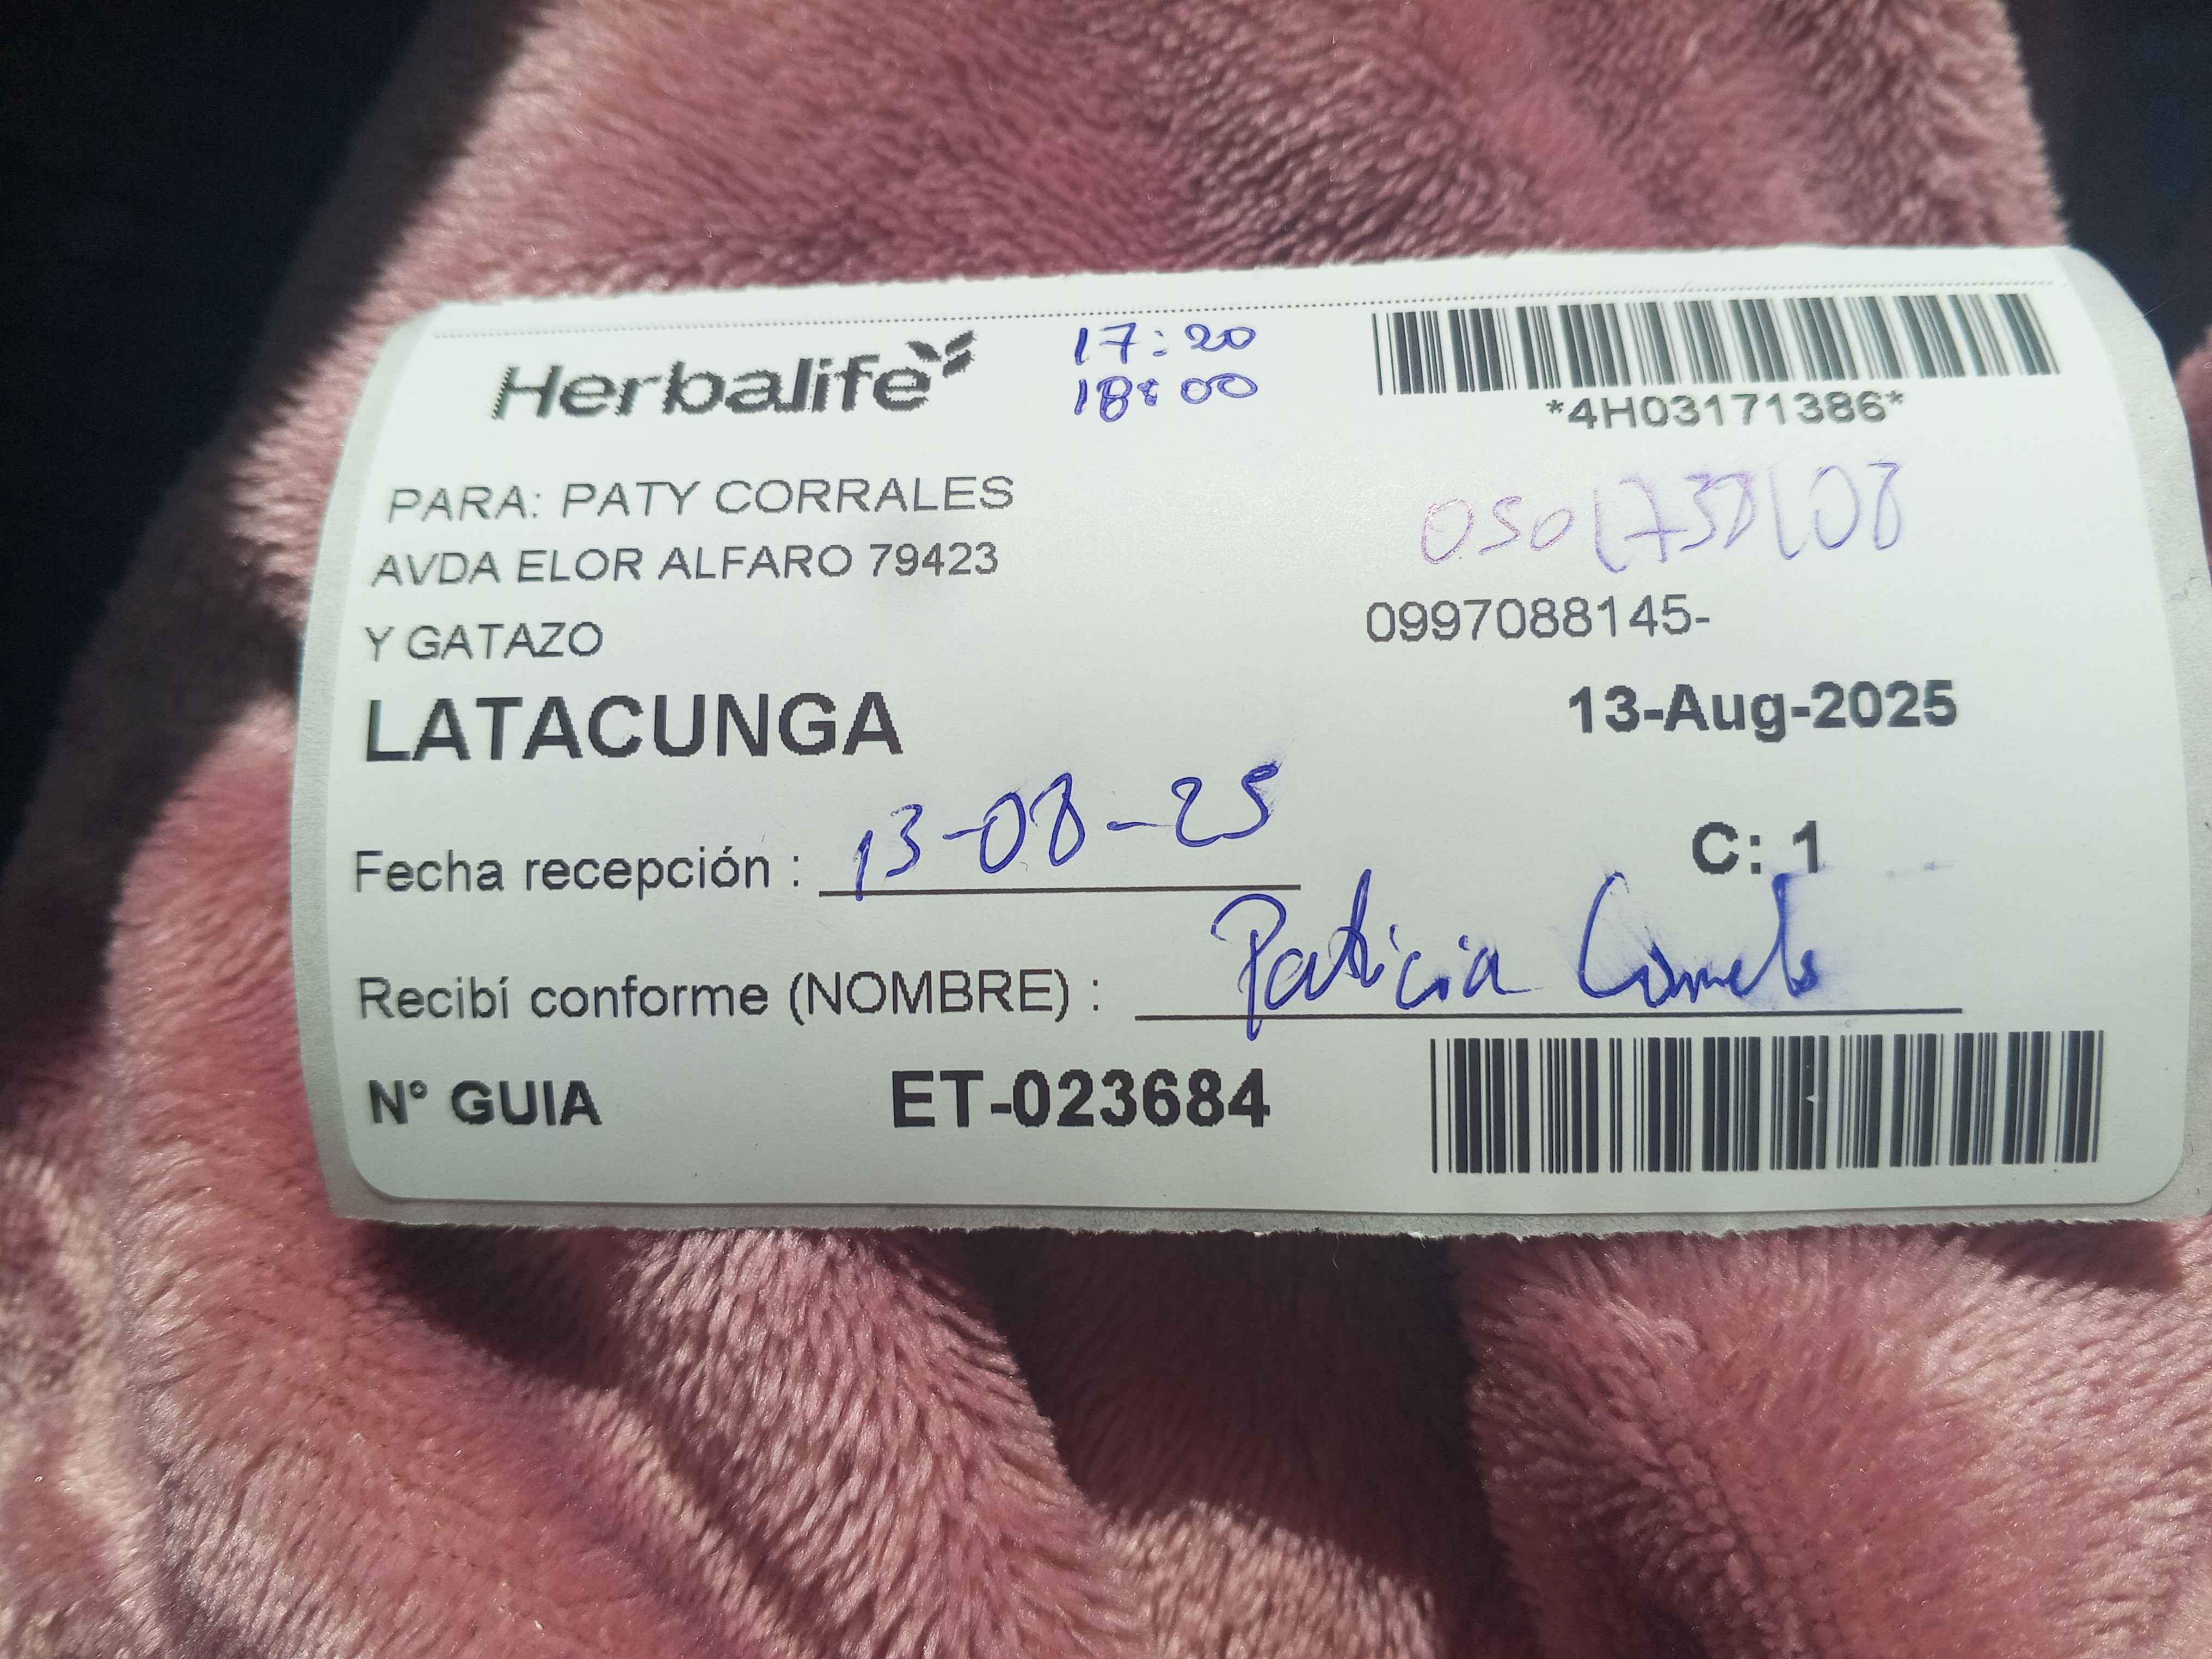 Herbalife
17:20
18:00
*4H03171386*
PARA: PATY CORRALES
AVDA ELOR ALFARO 79423
Y GATAZO
0997088145-
LATACUNGA
13-Aug-2025
Fecha recepción : 13-08-25
C: 1
Recibí conforme (NOMBRE) : Patricia
N° GUIA ET-023684